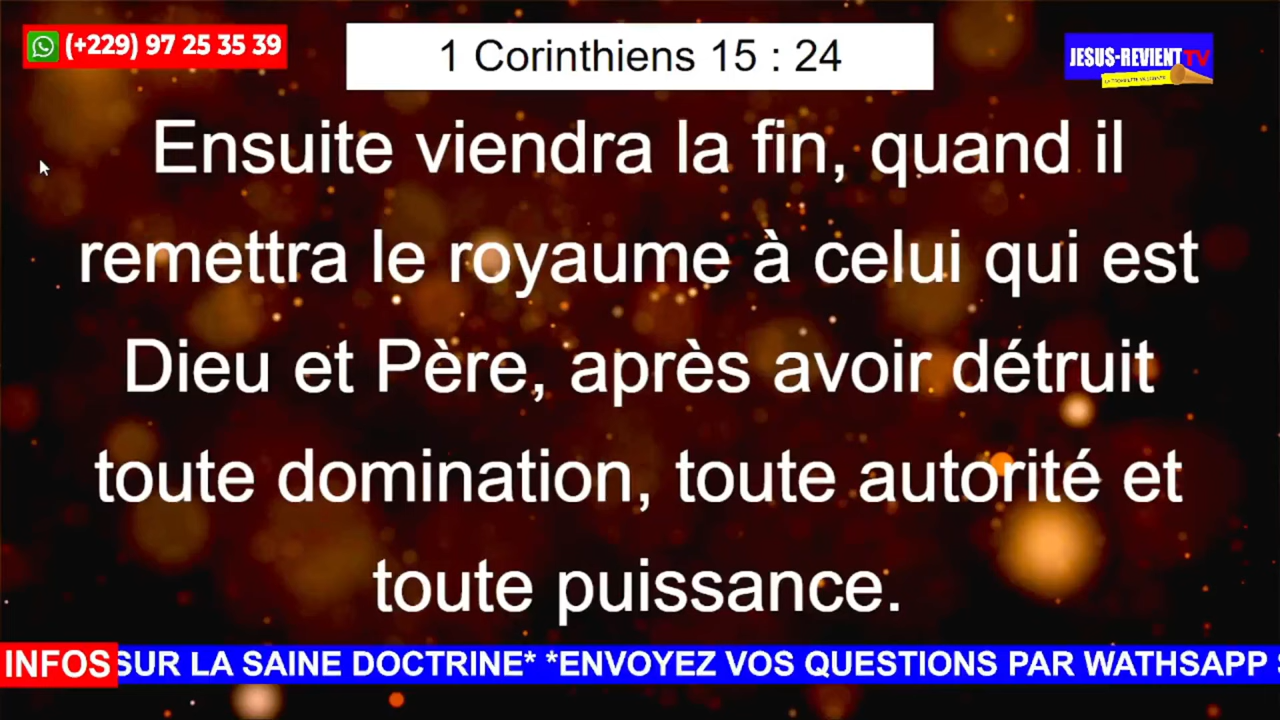 (+229) 97 25 35 39
1 Corinthiens 15 : 24
JESUS-REVIENT TV
Ensuite viendra la fin, quand il
remettra le royaume à celui qui est
Dieu et Père, après avoir détruit
toute domination, toute autorité et
toute puissance.
INFOS
SUR LA SAINE DOCTRINE* *ENVOYEZ VOS QUESTIONS PAR WATHSAPP